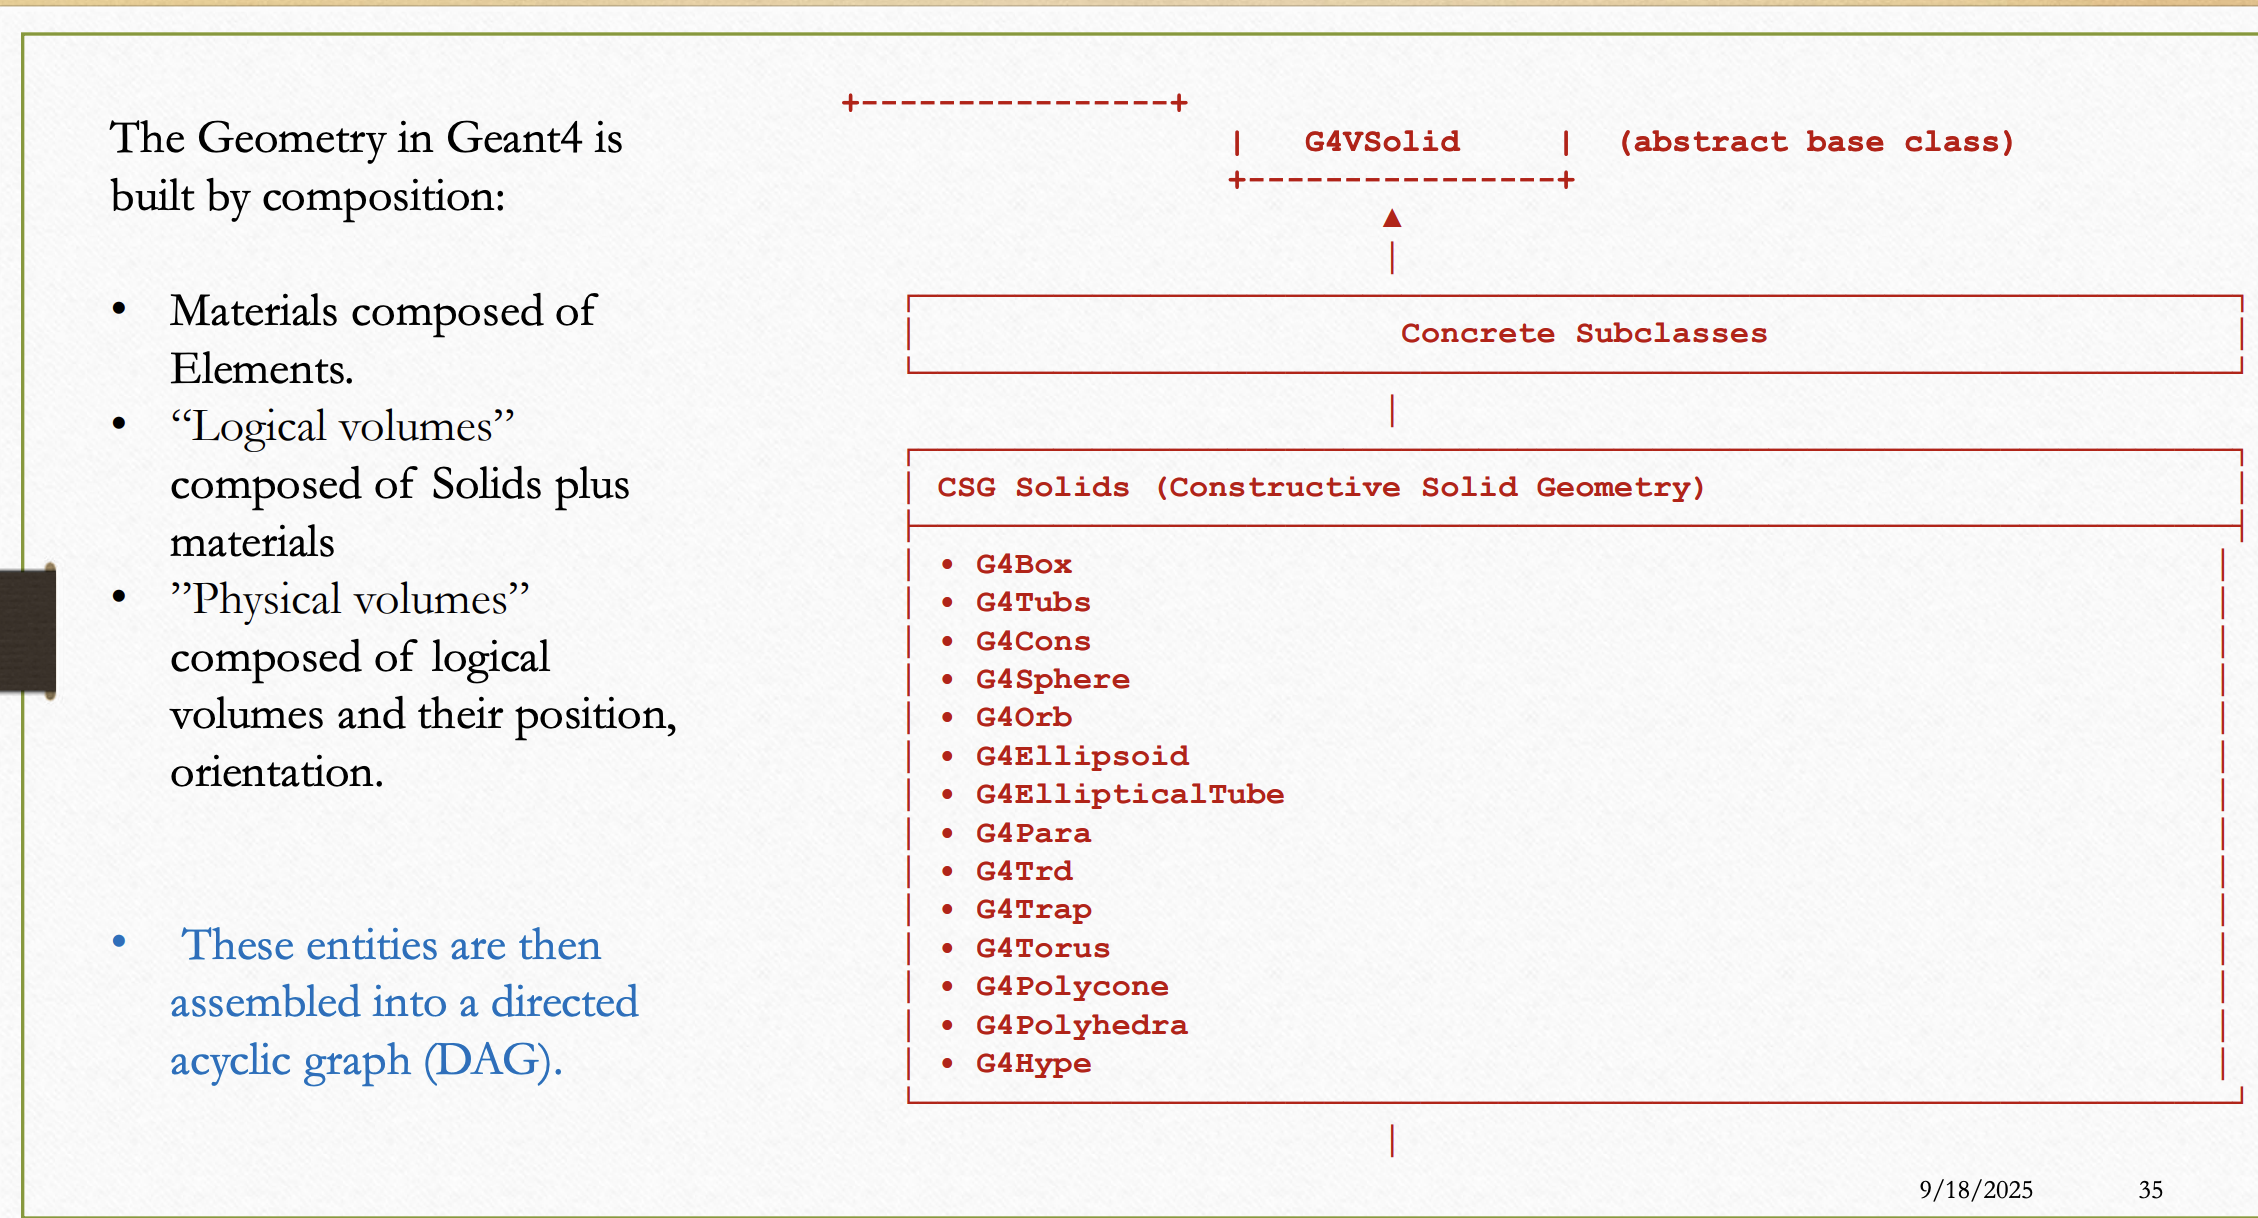 The Geometry in Geant4 is
built by composition:
• Materials composed of
Elements.
• “Logical volumes”
composed of Solids plus
materials
• ”Physical volumes”
composed of logical
volumes and their position,
orientation.
• These entities are then
assembled into a directed
acyclic graph (DAG).
+----------------+
| G4VSolid | (abstract base class)
+----------------+
▲
│
Concrete Subclasses
│
CSG Solids (Constructive Solid Geometry)
• G4Box
• G4Tubs
• G4Cons
• G4Sphere
• G4Orb
• G4Ellipsoid
• G4EllipticalTube
• G4Para
• G4Trd
• G4Trap
• G4Torus
• G4Polycone
• G4Polyhedra
• G4Hype
│
9/18/2025 35